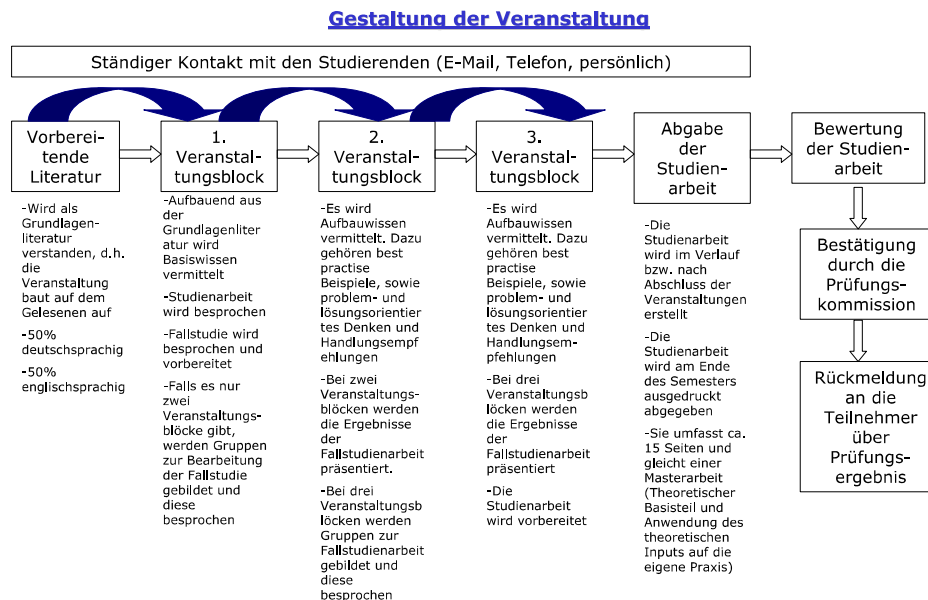 Gestaltung der Veranstaltung
Ständiger Kontakt mit den Studierenden (E-Mail, Telefon, persönlich)
Vorberei-
tende
Literatur
-Wird als
Grundlagen-
literatur
verstanden, d.h.
die
Veranstaltung
baut auf dem
Gelesenen auf
-50%
deutschsprachig
-50%
englischsprachig
1.
Veranstal-
tungsblock
-Aufbauend aus
der
Grundlagenliter
atur wird
Basiswissen
vermittelt
-Studienarbeit
wird besprochen
-Fallstudie wird
besprochen und
vorbereitet
-Falls es nur
zwei
Veranstaltungs-
blöcke gibt,
werden Gruppen
zur Bearbeitung
der Fallstudie
gebildet und
diese
besprochen
2.
Veranstal-
tungsblock
-Es wird
Aufbauwissen
vermittelt. Dazu
gehören best
practise
Beispiele, sowie
problem- und
lösungsorientier
tes Denken und
Handlungsempf
ehlungen
-Bei zwei
Veranstaltungs-
blöcken werden
die Ergebnisse
der
Fallstudienarbeit
präsentiert.
-Bei drei
Veranstaltungsb
löcken werden
Gruppen zur
Fallstudienarbeit
gebildet und
diese
besprochen
3.
Veranstal-
tungsblock
-Es wird
Aufbauwissen
vermittelt. Dazu
gehören best
practise
Beispiele, sowie
problem- und
lösungsorientier
tes Denken und
Handlungsem-
pfehlungen
-Bei drei
Veranstaltungsb
löcken werden
die Ergebnisse
der
Fallstudienarbeit
präsentiert
-Die
Studienarbeit
wird vorbereitet
Abgabe
der
Studien-
arbeit
-Die
Studienarbeit
wird im Verlauf
bzw. nach
Abschluss der
Veranstaltungen
erstellt
-Die
Studienarbeit
wird am Ende
des Semesters
ausgedruckt
abgegeben
-Sie umfasst ca.
15 Seiten und
gleicht einer
Masterarbeit
(Theoretischer
Basisteil und
Anwendung des
theoretischen
Inputs auf die
eigene Praxis)
Bewertung
der Studien-
arbeit
Bestätigung
durch die
Prüfungs-
kommission
Rückmeldung
an die
Teilnehmer
über
Prüfungs-
ergebnis